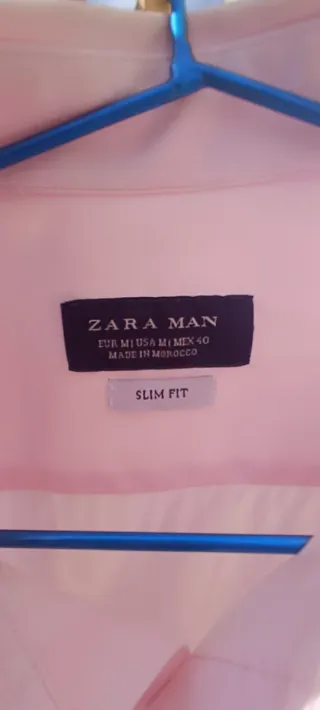 ZARA MAN
EUR M | USA M | MEX 40
MADE IN MOROCCO
SLIM FIT